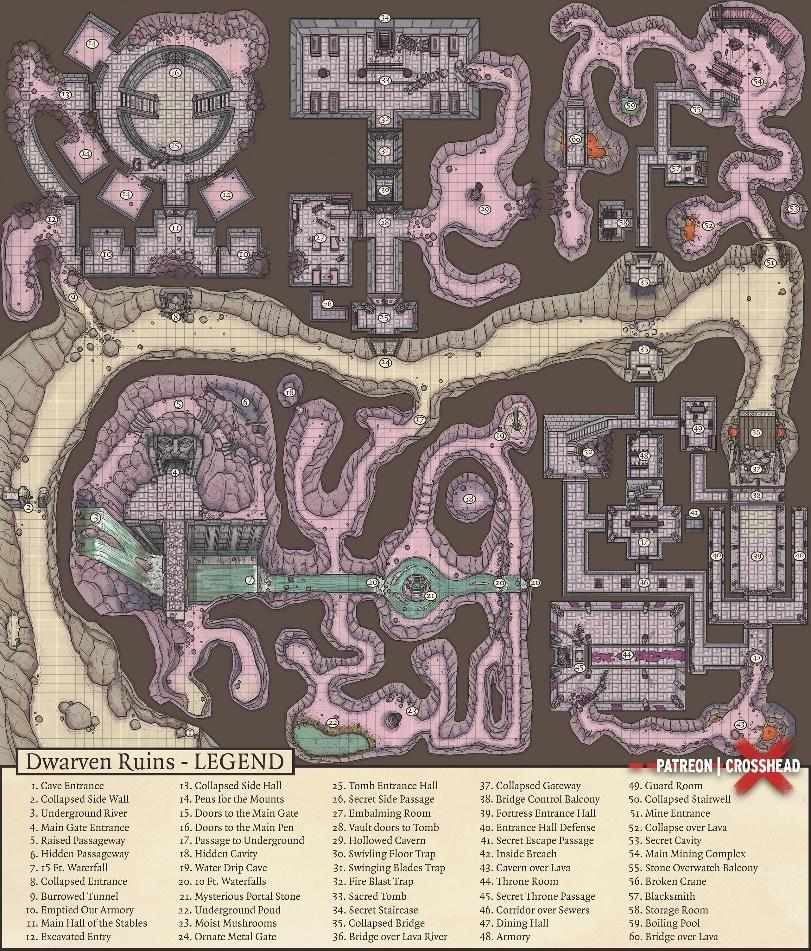 Dwarven Ruins - LEGEND
PATREON | CROSSHEAD
1. Cave Entrance
2. Collapsed Side Wall
3. Underground River
4. Main Gate Entrance
5. Raised Passageway
6. Hidden Passageway
7. 15 Ft. Waterfall
8. Collapsed Entrance
9. Burrowed Tunnel
10. Emptied Our Armory
11. Main Hall of the Stables
12. Excavated Entry
13. Collapsed Side Hall
14. Pens for the Mounts
15. Doors to the Main Gate
16. Doors to the Main Pen
17. Passage to Underground
18. Hidden Cavity
19. Water Drip Cave
20. 10 Ft. Waterfalls
21. Mysterious Portal Stone
22. Underground Pond
23. Moist Mushrooms
24. Ornate Metal Gate
25. Tomb Entrance Hall
26. Secret Side Passage
27. Embalming Room
28. Vault doors to Tomb
29. Hollowed Cavern
30. Swivling Floor Trap
31. Swinging Blades Trap
32. Fire Blast Trap
33. Sacred Tomb
34. Secret Staircase
35. Collapsed Bridge
36. Bridge over Lava River
37. Collapsed Gateway
38. Bridge Control Balcony
39. Fortress Entrance Hall
40. Entrance Hall Defense
41. Secret Escape Passage
42. Inside Breach
43. Cavern over Lava
44. Throne Room
45. Secret Throne Passage
46. Corridor over Sewers
47. Dining Hall
48. Armory
49. Guard Room
50. Collapsed Stairwell
51. Mine Entrance
52. Collapse over Lava
53. Secret Cavity
54. Main Mining Complex
55. Stone Overwatch Balcony
56. Broken Crane
57. Blacksmith
58. Storage Room
59. Boiling Pool
60. Bridge over Lava